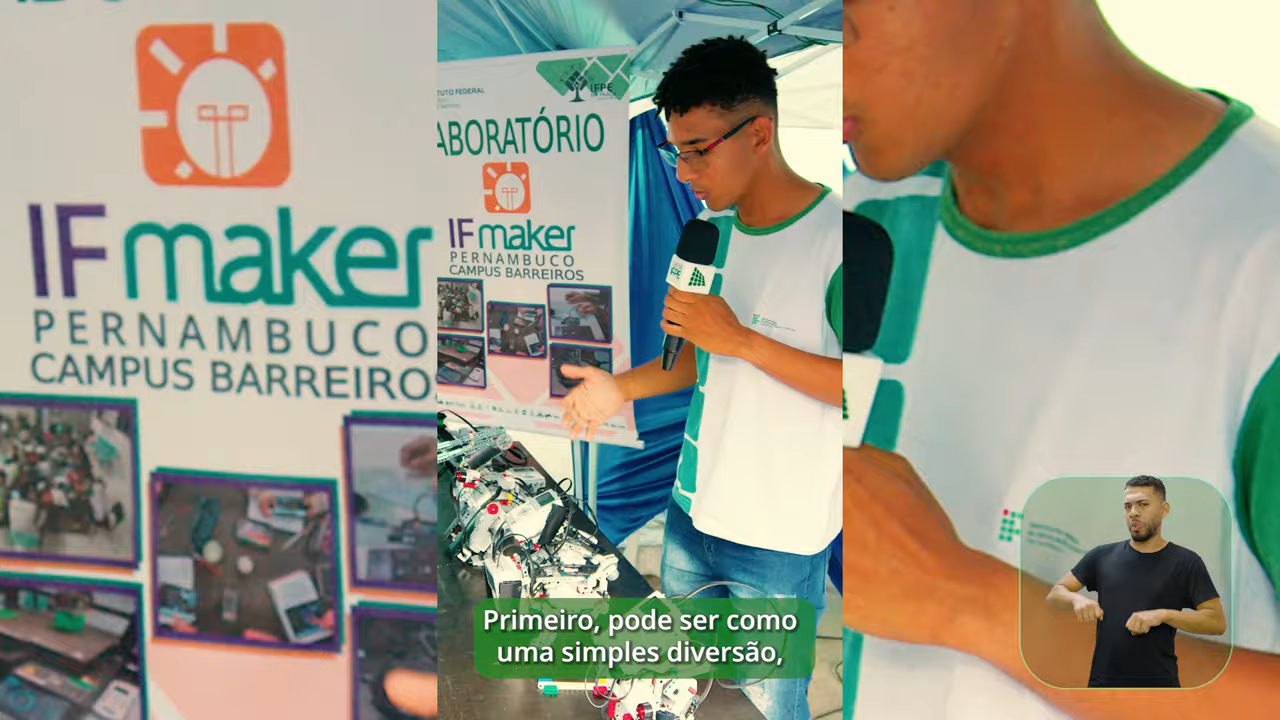 IF maker
PERNAMBUCO
CAMPUS BARREIRO
TUTO FEDERAL
IFPE
ABORATÓRIO
IF maker
PERNAMBUCO
CAMPUS BARREIROS
Primeiro, pode ser como
uma simples diversão,